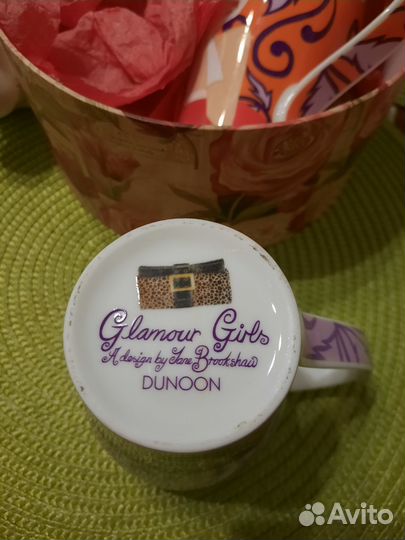 Glamour Girls
A design by Jane Brookshaw
DUNOON
Avito